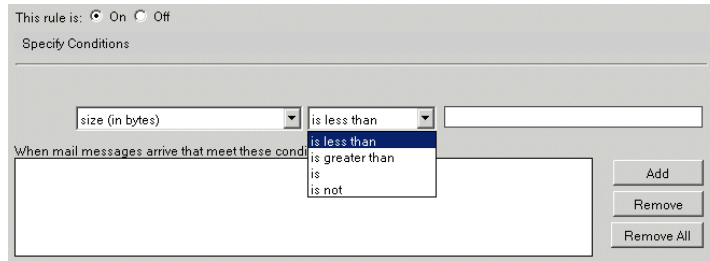 This rule is: On Off
Specify Conditions
size (in bytes) is less than
is less than
When mail messages arrive that meet these condi
is greater than
is
is not
Add
Remove
Remove All